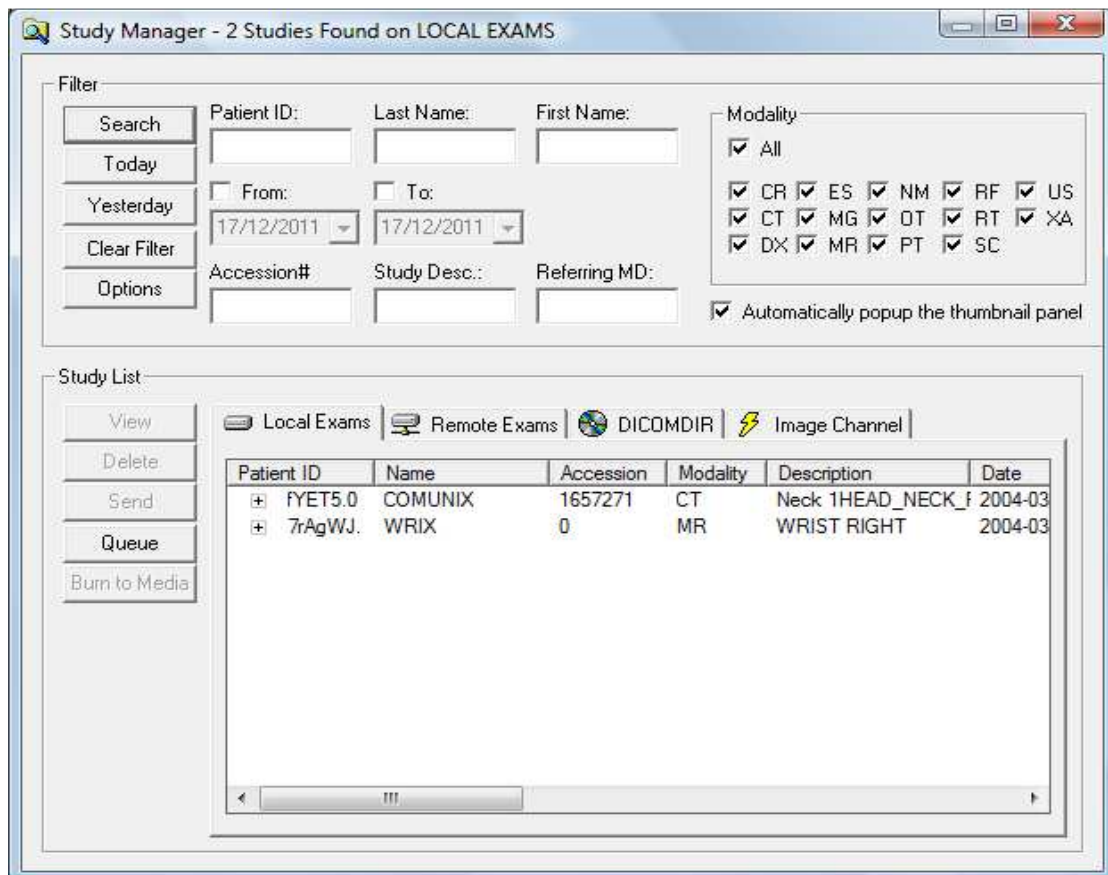 Study Manager - 2 Studies Found on LOCAL EXAMS
Filter
Search
Today
Yesterday
Clear Filter
Options
Patient ID: Last Name: First Name:
From: To:
17/12/2011 17/12/2011
Accession# Study Desc.: Referring MD:
Modality
All
CR ES NM RF US
CT MG OT RT XA
DX MR PT SC
Automatically popup the thumbnail panel
Study List
View
Delete
Send
Queue
Burn to Media
Local Exams Remote Exams DICOMDIR Image Channel
Patient ID Name Accession Modality Description Date
fYET5.0 COMUNIX 1657271 CT Neck 1HEAD_NECK_ 2004-03
7rAgWJ. WRIX 0 MR WRIST RIGHT 2004-03